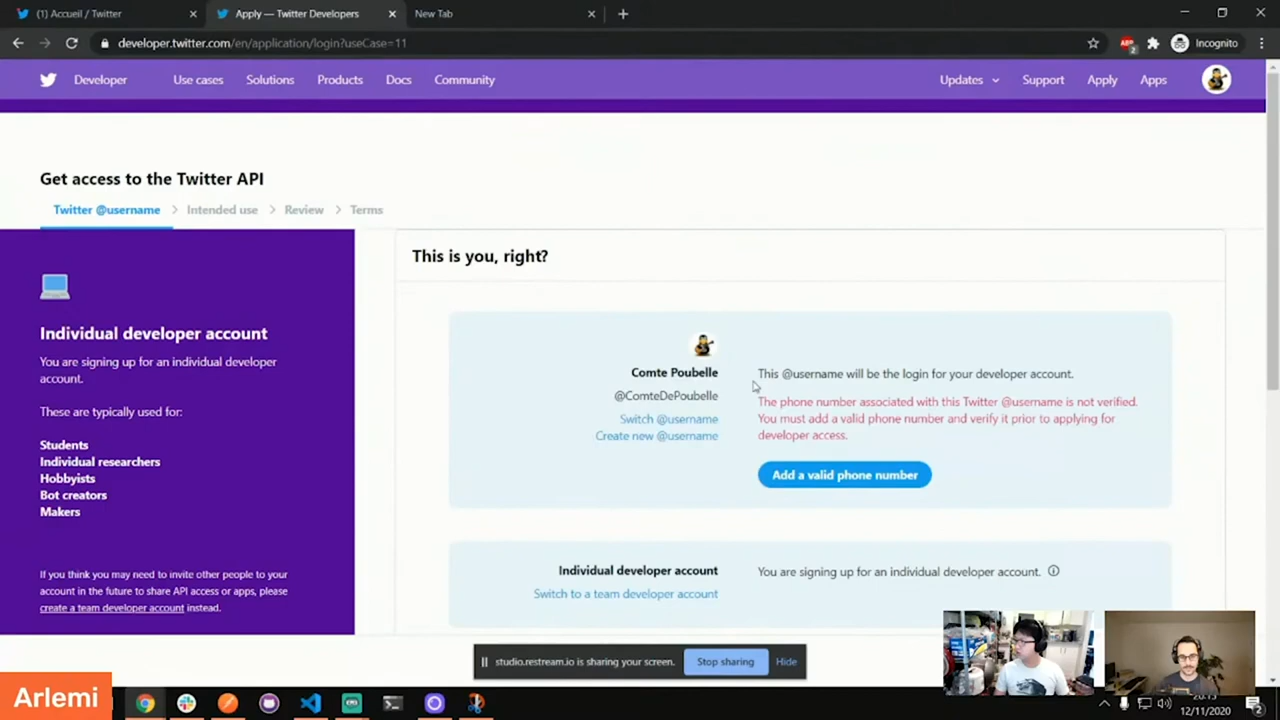 (1) Accueil / Twitter
Apply — Twitter Developers
New Tab
developer.twitter.com/en/application/login?useCase=11
ABP
2
Incognito
Developer
Use cases
Solutions
Products
Docs
Community
Updates
Support
Apply
Apps
Get access to the Twitter API
Twitter @username
Intended use
Review
Terms
Individual developer account
You are signing up for an individual developer
account.
These are typically used for:
Students
Individual researchers
Hobbyists
Bot creators
Makers
If you think you may need to invite other people to your
account in the future to share API access or apps, please
create a team developer account instead.
This is you, right?
Comte Poubelle
@ComteDePoubelle
Switch @username
Create new @username
This @username will be the login for your developer account.
The phone number associated with this Twitter @username is not verified.
You must add a valid phone number and verify it prior to applying for
developer access.
Add a valid phone number
Individual developer account
Switch to a team developer account
You are signing up for an individual developer account.
studio.restream.io is sharing your screen.
Stop sharing
Hide
Arlemi
12/11/2020
2